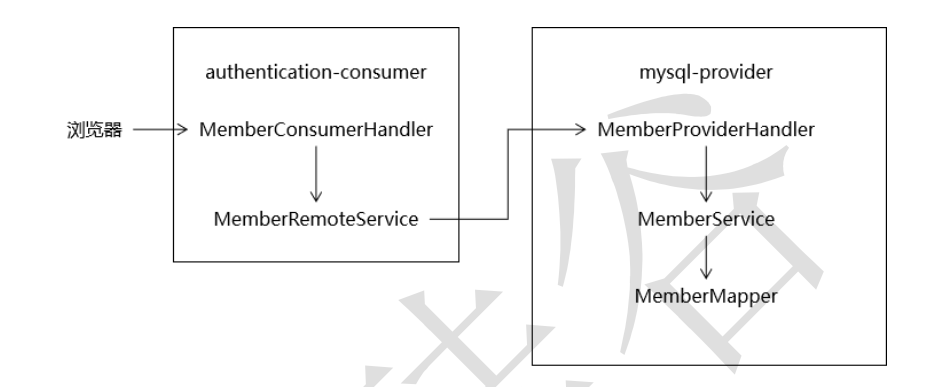 authentication-consumer
mysql-provider
浏览器
MemberConsumerHandler
MemberProviderHandler
MemberRemoteService
MemberService
MemberMapper